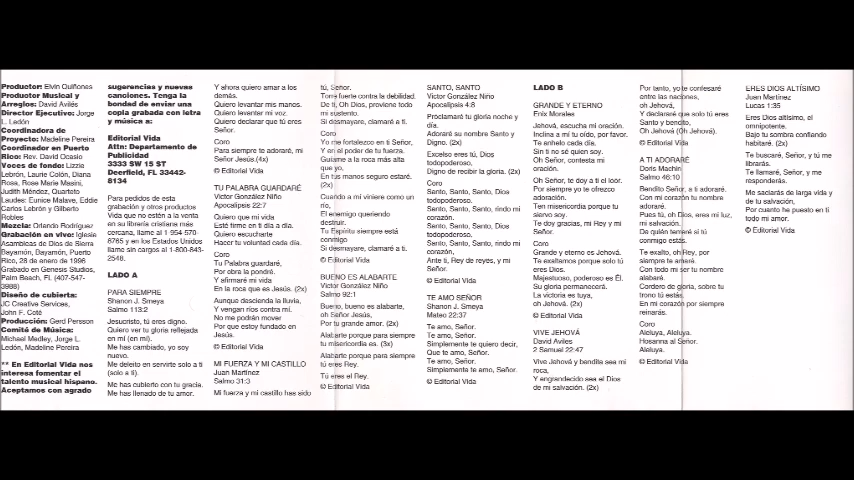 Productor: Elvin Quiñones
Productor Musical y
Arreglos: David Avilés
Director Ejecutivo: Jorge
L. Ledón
Coordinadora de
Proyecto: Madeline Pereira
Coordinador en Puerto
Rico: Rev. David Ocasio
Voces de fondo: Lizzie
Lebrón, Laurie Colón, Diana
Rosa, Rose Marie Masini,
Judith Méndez, Quarteto
Laudes: Eunice Malave, Eddie
Carlos Lebrón y Gilberto
Robles
Mezcla: Orlando Rodríguez
Grabación en vivo: Iglesia
Asambleas de Dios de Sierra
Bayamón, Bayamón, Puerto
Rico, 28 de enero de 1996
Grabado en Genesis Studios,
Palm Beach, FL (407-547-
3988)
Diseño de cubierta:
JC Creative Services,
John F. Coté
Producción: Gerd Persson
Comité de Música:
Michael Medley, Jorge L.
Ledón, Madeline Pereira
** En Editorial Vida nos
interesa fomentar el
talento musical hispano.
Aceptamos con agrado
sugerencias y nuevas
canciones. Tenga la
bondad de enviar una
copia grabada con letra
y música a:
Editorial Vida
Attn: Departamento de
Publicidad
3333 SW 15 ST
Deerfield, FL 33442-
8134
Para pedidos de esta
grabación y otros productos
Vida que no estén a la venta
en su librería cristiana más
cercana, llame al 1 954-570-
8765 y en los Estados Unidos
llame sin cargos al 1-800-843-
2548.
LADO A
PARA SIEMPRE
Shanon J. Smeya
Salmo 113:2
Jesucristo, tú eres digno.
Quiero ver tu gloria reflejada
en mí (en mi).
Me has cambiado, yo soy
nuevo.
Me deleito en servirte solo a ti
(solo a ti).
Me has cubierto con tu gracia.
Me has llenado de tu amor.
Y ahora quiero amar a los
demás.
Quiero levantar mis manos.
Quiero levantar mi voz.
Quiero declarar que tú eres
Señor.
Coro
Para siempre te adoraré, mi
Señor Jesús.(4x)
© Editorial Vida
TU PALABRA GUARDARÉ
Victor González Niño
Apocalipsis 22:7
Quiero que mi vida
Esté firme en ti Señor
Quiero escucharte
Hacer tu voluntad cada día.
Coro
Tu Palabra guardaré,
Por obra la pondré.
Y afirmaré mi vida
En la roca que es Jesús. (2x)
Aunque descienda la lluvia,
Y vengan ríos contra mí.
No me podrán mover
Por que estoy fundado en
Jesús.
© Editorial Vida
MI FUERZA Y MI CASTILLO
Juan Martínez
Salmo 31:3
Mi fuerza y mi castillo has sido
tú, Señor.
Torre fuerte contra la debilidad.
De ti, Oh Dios, proviene todo
mi sustento.
Si desmayare, clamaré a ti.
Coro
Yo me fortalezco en ti Señor,
Y en el poder de tu fuerza.
Guíame a la roca más alta
que yo,
En tus manos seguro estaré.
(2x)
Cuando a mí viniere como un
río,
El enemigo queriendo
destruir.
Tu Espíritu siempre está
conmigo
Si desmayare, clamaré a ti.
© Editorial Vida
BUENO ES ALABARTE
Victor González Niño
Salmo 92:1
Bueno, bueno es alabarte,
oh Señor Jesús,
Por tu grande amor. (2x)
Alabarte porque para siempre
tu misericordia es. (3x)
Alabarte porque para siempre
tú eres Rey.
Tú eres el Rey.
© Editorial Vida
SANTO, SANTO
Victor González Niño
Apocalipsis 4:8
Proclamaré tu gloria noche y
día.
Adoraré su nombre Santo y
Digno. (2x)
Excelso eres tú, Dios
todopoderoso,
Digno de recibir la gloria. (2x)
Coro
Santo, Santo, Santo, Dios
todopoderoso.
Santo, Santo, Santo, rindo mi
corazón.
Santo, Santo, Santo, Dios
todopoderoso.
Santo, Santo, Santo, rindo mi
corazón,
Ante ti, Rey de reyes, y mi
Señor.
© Editorial Vida
TE AMO SEÑOR
Shanon J. Smeya
Mateo 22:37
Te amo, Señor.
Te amo, Señor.
Simplemente te quiero decir,
Que te amo, Señor.
Te amo, Señor.
Te amo, Señor.
Simplemente te amo, Señor.
© Editorial Vida
LADO B
GRANDE Y ETERNO
Enix Morales
Jehová, escucha mi oración.
Inclina a mí tu oído, por favor.
Te anhelo cada día.
Sin ti no sé quien soy.
Oh Señor, contesta mi
oración.
Oh Señor, te doy a ti el loor.
Por siempre yo te ofrezco
adoración.
Ten misericordia porque tu
siervo soy.
Te doy gracias, mi Rey y mi
Señor.
Coro
Grande y eterno es Jehová.
Te exaltamos porque solo tú
eres Dios.
Majestuoso, poderoso es Él,
Su gloria permanecerá.
La victoria es tuya,
oh Jehová. (2x)
© Editorial Vida
VIVE JEHOVÁ
David Aviles
2 Samuel 22:47
Vive Jehová y bendita sea mi
roca,
Y engrandecido sea el Dios
de mi salvación. (2x)
Por tanto, yo te confesaré
entre las naciones,
oh Jehová,
Y declararé que solo tú eres
Santo y bendito,
Oh Jehová (Oh Jehová).
© Editorial Vida
A TI ADORARÉ
Doris Machin
Salmo 46:10
Bendito Señor, a ti adoraré.
Con mi corazón tu nombre
adoraré.
Pues tú, oh Dios, eres mi luz,
mi salvación.
De quién temeré si tú
conmigo estás.
Te exalto, oh Rey, por
siempre te amaré.
Con todo mi ser tu nombre
alabaré.
Cordero de gloria, sobre tu
trono tú estás.
En mi corazón por siempre
reinarás.
Coro
Aleluya, Aleluya.
Hosanna al Señor.
Aleluya.
© Editorial Vida
ERES DIOS ALTÍSIMO
Juan Martínez
Lucas 1:35
Eres Dios altísimo, el
omnipotente.
Bajo tu sombra confiando
habitaré. (2x)
Te buscaré, Señor, y tú me
librarás.
Te llamaré, Señor, y me
responderás.
Me saciarás de larga vida y
de tu salvación,
Por cuanto he puesto en ti
todo mi amor.
© Editorial Vida